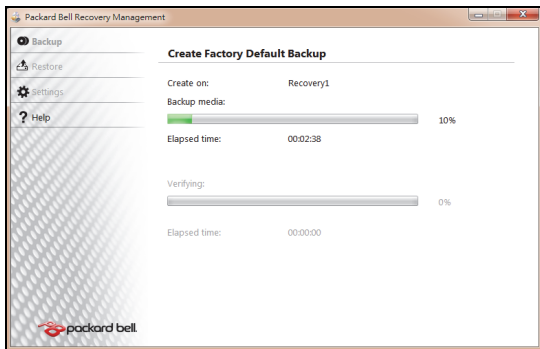 Packard Bell Recovery Management
Backup
Restore
Settings
Help
Create Factory Default Backup
Create on: Recovery1
Backup media:
10%
Elapsed time: 00:02:38
Verifying:
0%
Elapsed time: 00:00:00
packard bell.